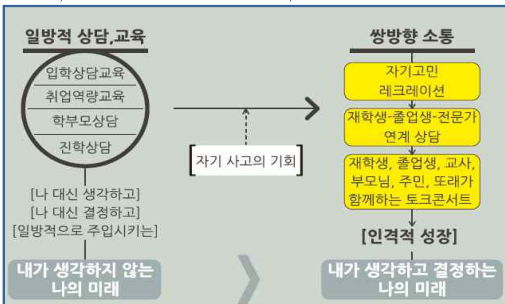 일방적 상담,교육
입학상담교육
취업역량교육
학부모상담
진학상담
[나 대신 생각하고]
[나 대신 결정하고]
[일방적으로 주입시키는]
내가 생각하지 않는
나의 미래
[자기 사고의 기회]
쌍방향 소통
자기고민
레크레이션
재학생-졸업생-전문가
연계 상담
재학생, 졸업생, 교사,
부모님, 주민, 또래가
함께하는 토크콘서트
[인격적 성장]
내가 생각하고 결정하는
나의 미래